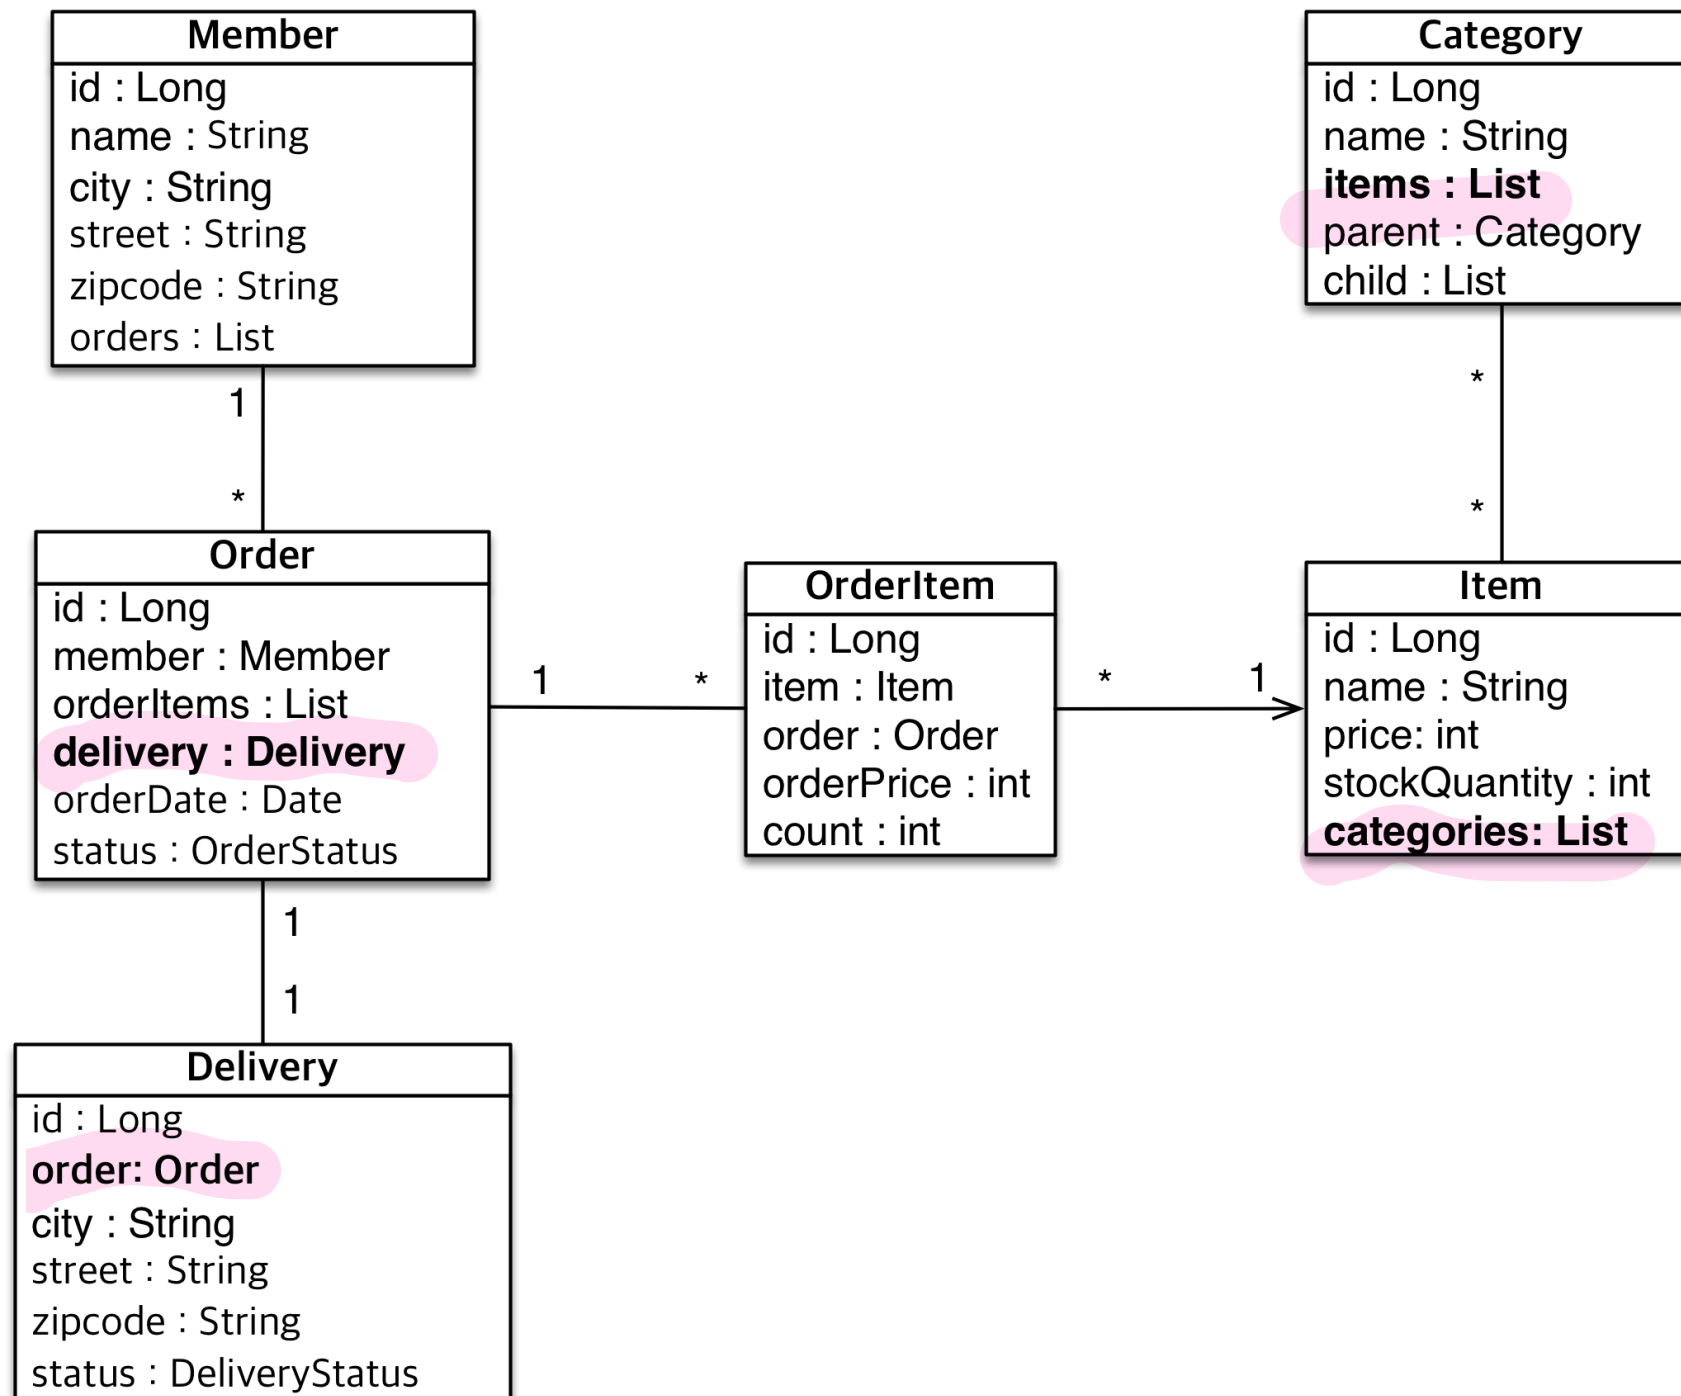 Member
id : Long
name : String
city : String
street : String
zipcode : String
orders : List
1
*
Order
id : Long
member : Member
orderItems : List
delivery : Delivery
orderDate : Date
status : OrderStatus
1
*
OrderItem
id : Long
item : Item
order : Order
orderPrice : int
count : int
*
1
Category
id : Long
name : String
items : List
parent : Category
child : List
*
*
Item
id : Long
name : String
price: int
stockQuantity : int
categories: List
1
1
Delivery
id : Long
order: Order
city : String
street : String
zipcode : String
status : DeliveryStatus